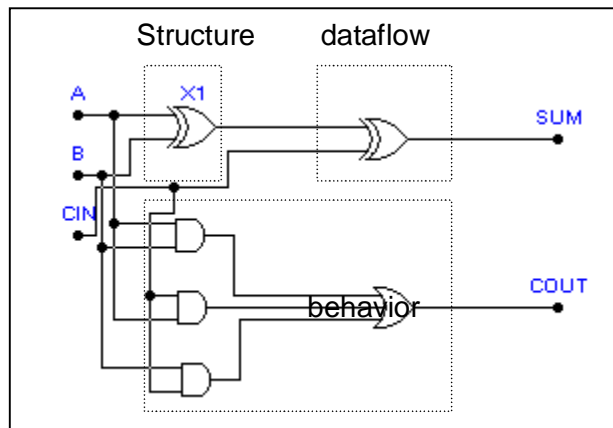 Structure dataflow
A X1
SUM
B
CIN
COUT
behavior